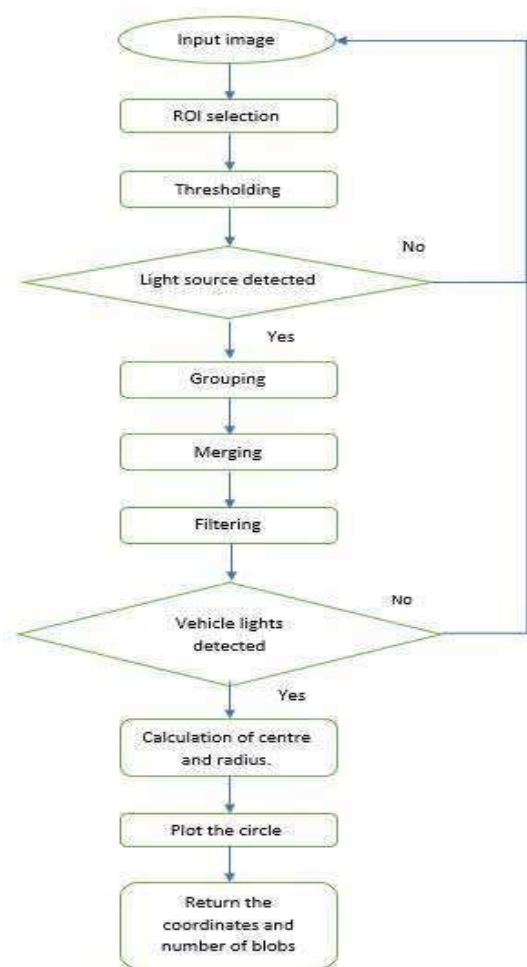 Input image
ROI selection
Thresholding
No
Light source detected
Yes
Grouping
Merging
Filtering
No
Vehicle lights
detected
Yes
Calculation of centre
and radius.
Plot the circle
Return the
coordinates and
number of blobs